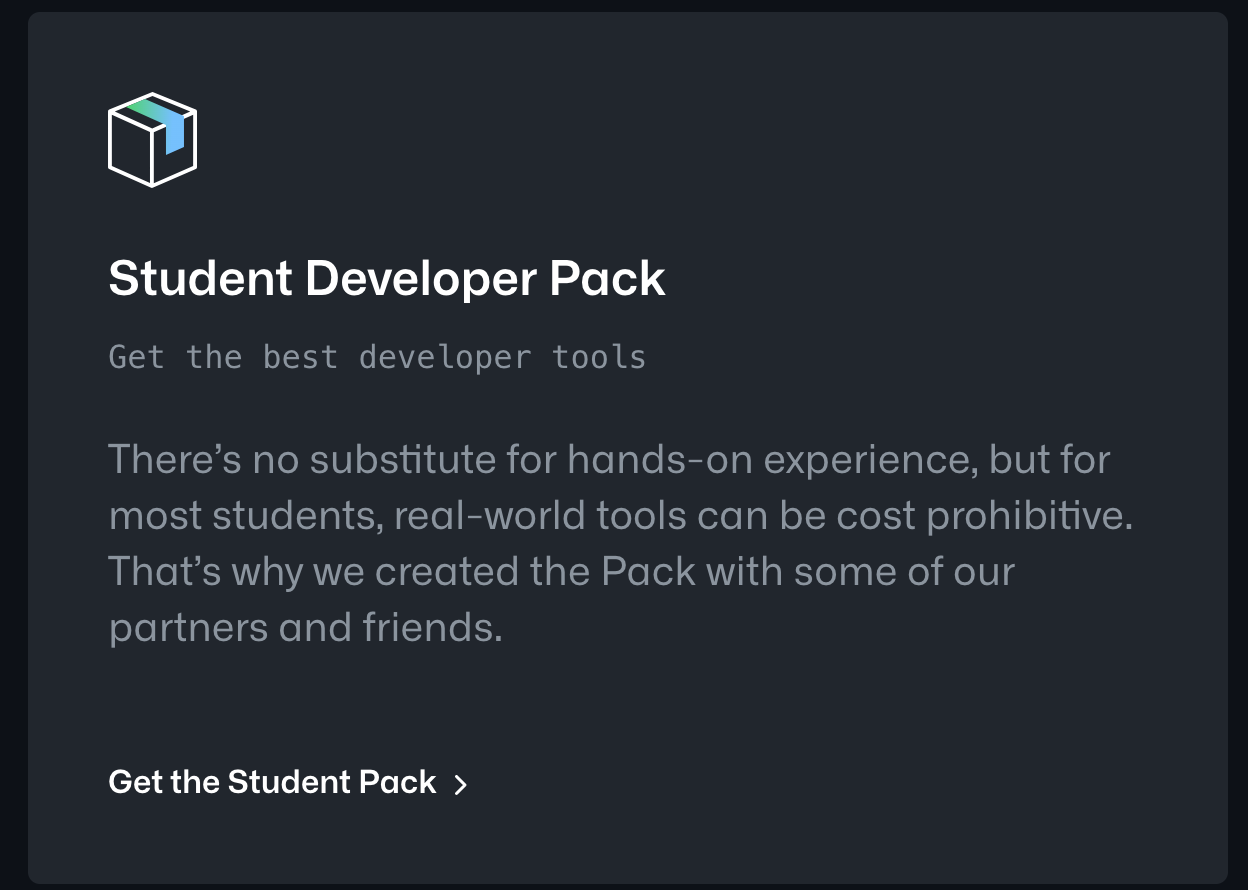 Student Developer Pack
Get the best developer tools
There’s no substitute for hands-on experience, but for
most students, real-world tools can be cost prohibitive.
That’s why we created the Pack with some of our
partners and friends.
Get the Student Pack